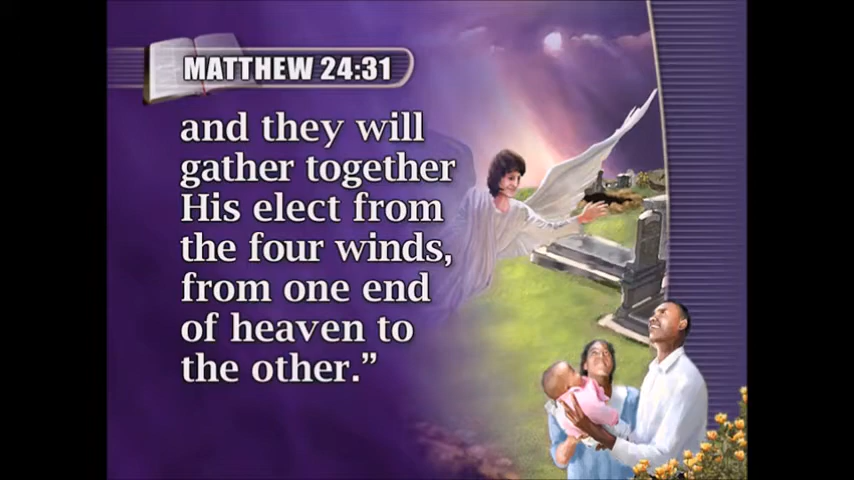 MATTHEW 24:31
and they will
gather together
His elect from
the four winds,
from one end
of heaven to
the other.”